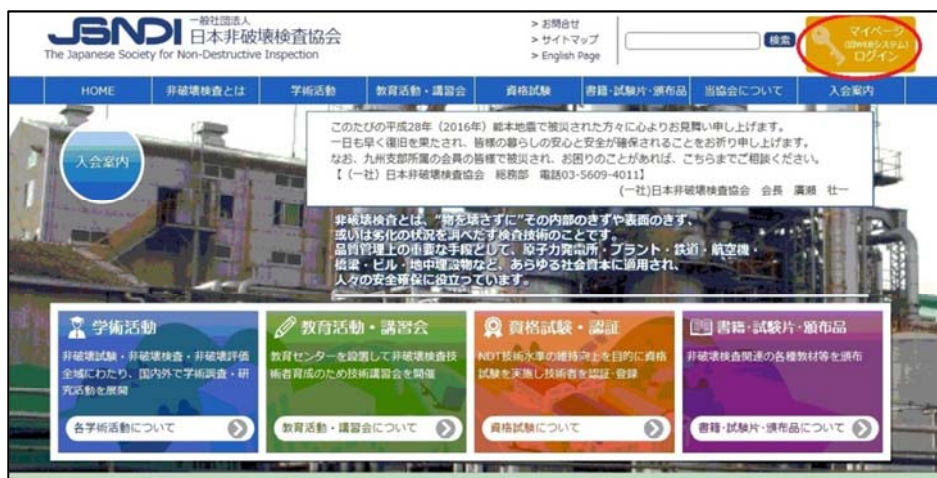 JSNDI 一般社団法人
日本非破壊検査協会
The Japanese Society for Non-Destructive Inspection
> お問合せ
> サイトマップ
> English Page
検索
マイページ
(旧WEBシステム)
ログイン
HOME 非破壊検査とは 学術活動 教育活動・講習会 資格試験 書籍・試験片・頒布品 当協会について 入会案内
入会案内
このたびの平成28年（2016年）熊本地震で被災された方々に心よりお見舞い申し上げます。
一日も早く復旧を果たされ、皆様の暮らしの安心と安全が確保されることをお祈り申し上げます。
なお、九州支部所属の会員の皆様で被災され、お困りのことがあれば、こちらまでご相談ください。
【（一社）日本非破壊検査協会 総務部 電話03-5609-4011】
(一社)日本非破壊検査協会 会長 廣瀬 壮一
非破壊検査とは、“物を壊さずに”その内部のきずや表面のきず、
或いは劣化の状況を調べだす検査技術のことです。
品質管理上の重要な手段として、原子力発電所・プラント・鉄道・航空機・
橋梁・ビル・地中埋設物など、あらゆる社会資本に適用され、
人々の安全確保に役立っています。
学術活動
非破壊試験・非破壊検査・非破壊評価
全域にわたり、国内外で学術調査・研
究活動を展開
各学術活動について
教育活動・講習会
教育センターを設置して非破壊検査技
術者育成のため技術講習会を開催
教育活動・講習会について
資格試験・認証
NDT技術水準の維持向上を目的に資格
試験を実施し技術者を認証・登録
資格試験について
書籍・試験片・頒布品
非破壊検査関連の各種教材等を頒布
書籍・試験片・頒布品について